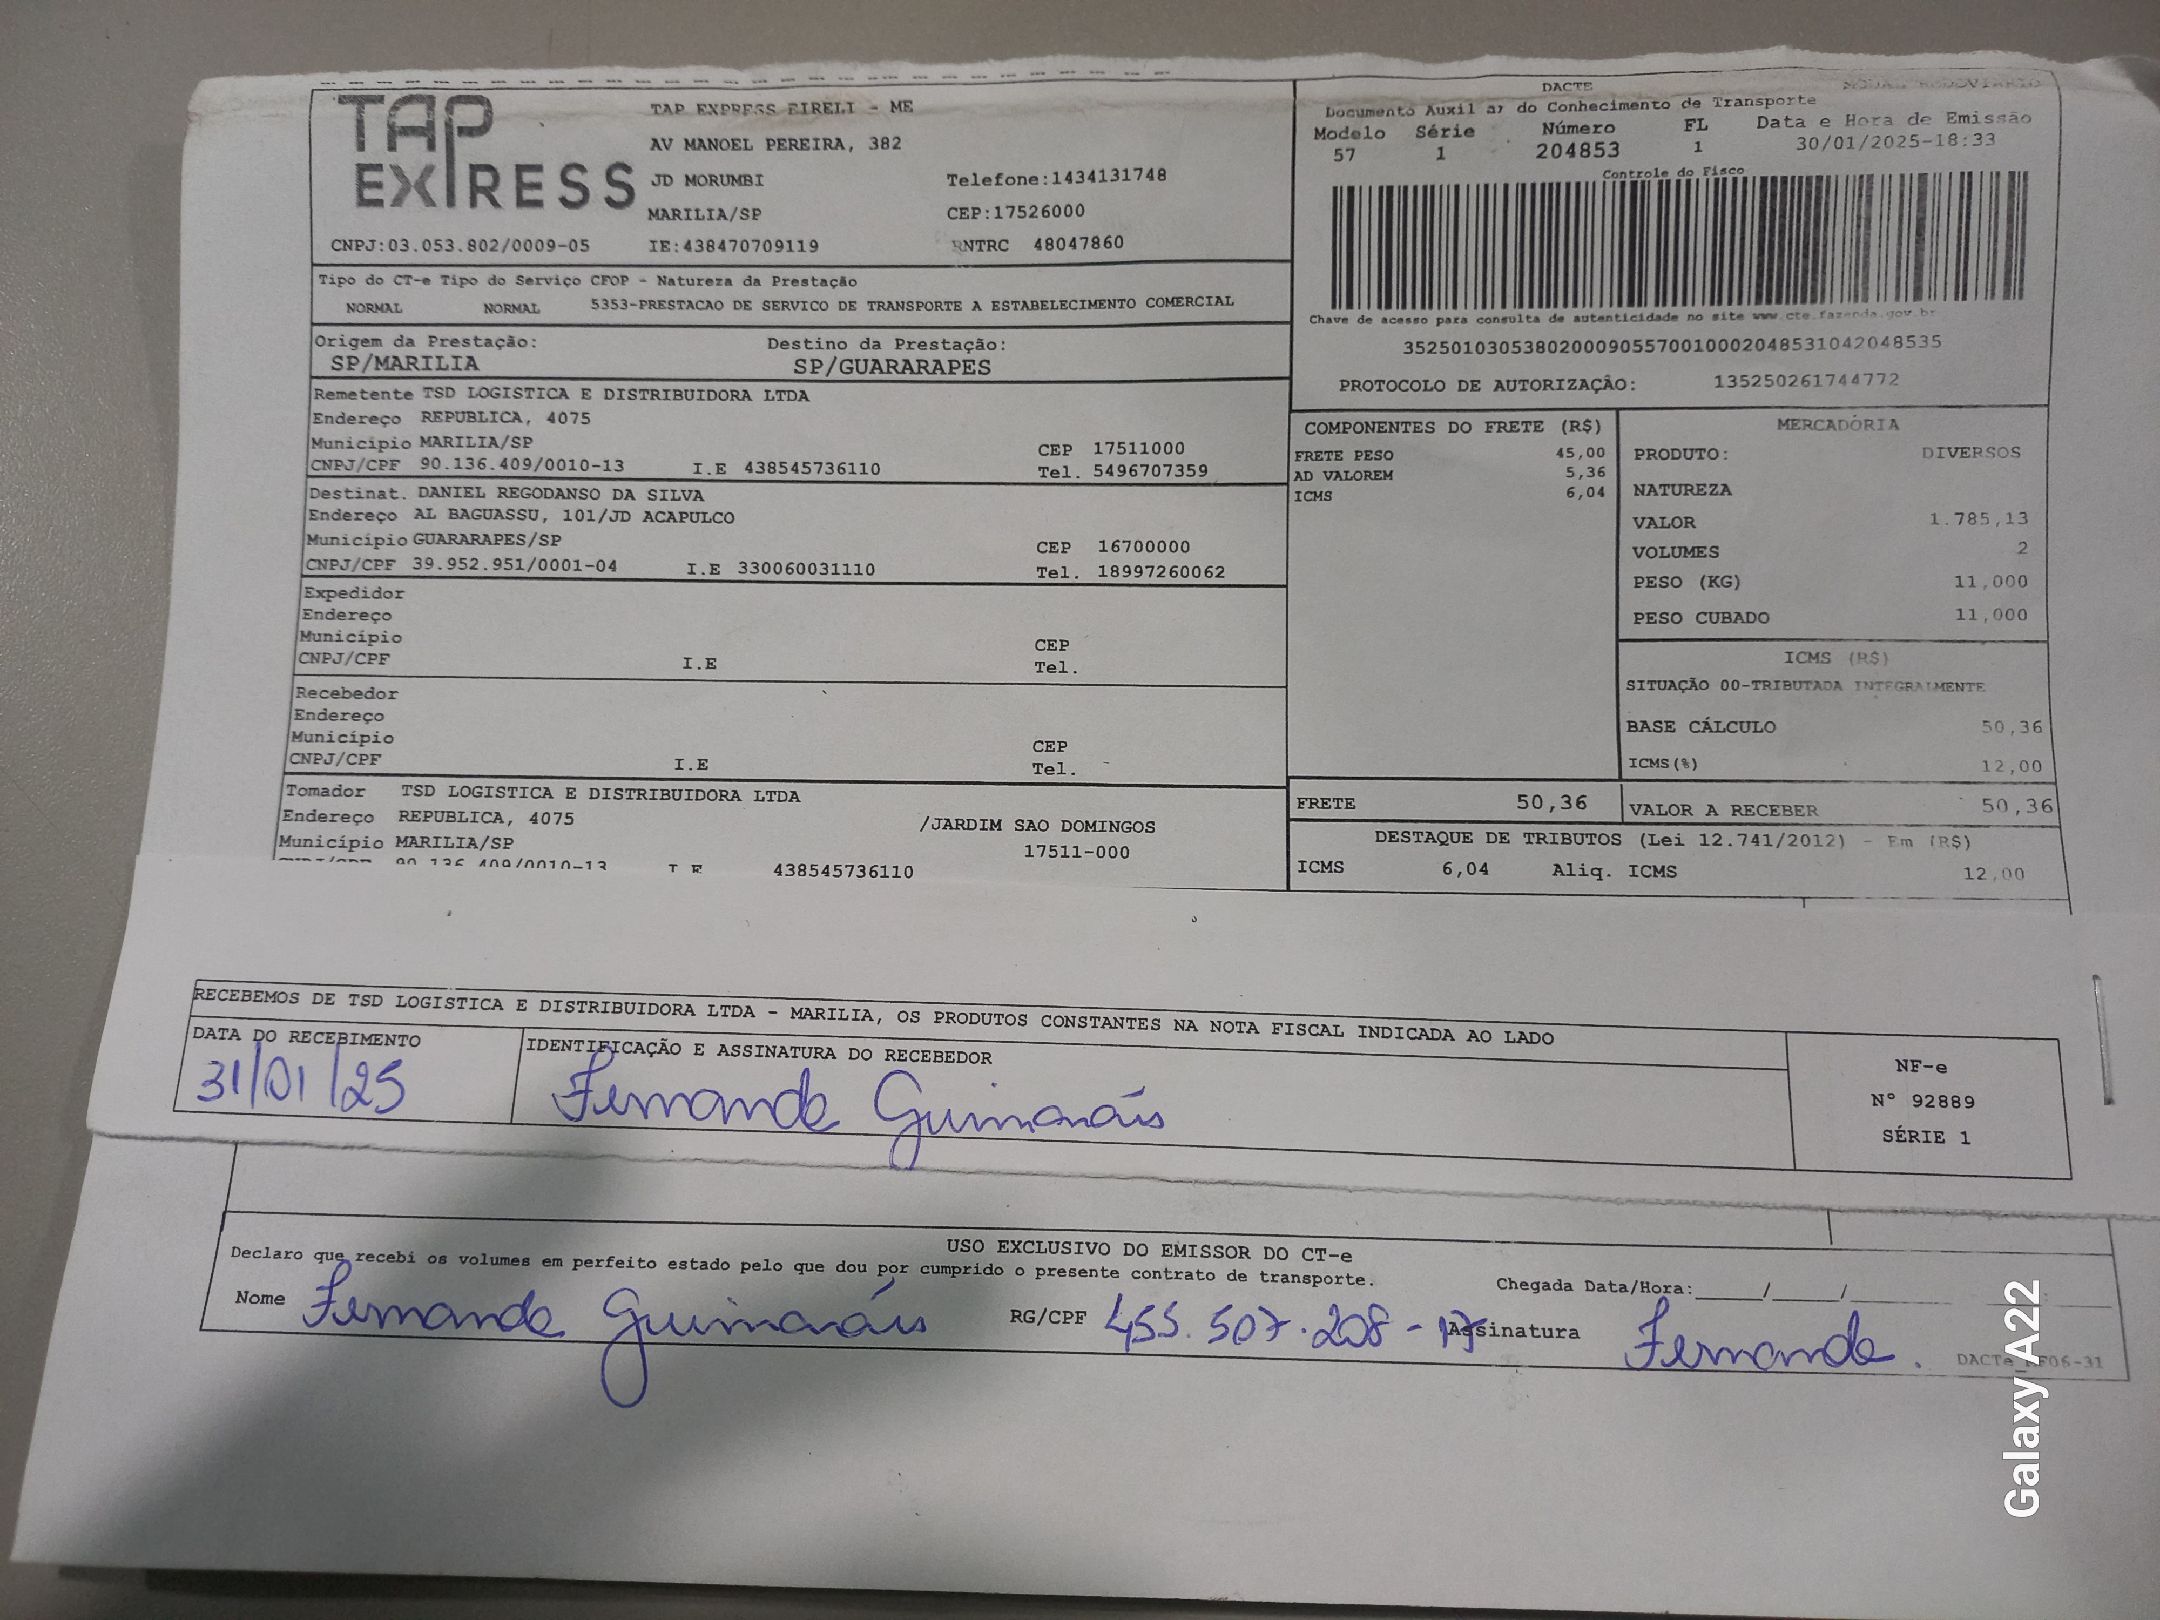 TAP EXPRESS
TAP EXPRESS EIRELI - ME
AV MANOEL PEREIRA, 382
JD MORUMBI Telefone:1434131748
MARILIA/SP CEP:17526000
CNPJ:03.053.802/0009-05 IE:438470709119 RNTRC 48047860
DACTE
Documento Auxil ar do Conhecimento de Transporte
Modelo Série Número FL Data e Hora de Emissão
57 1 204853 1 30/01/2025-18:33
Controle do Fisco
Chave de acesso para consulta de autenticidade no site www.cte.fazenda.gov.br
35250103053802000905570010002048531042048535
PROTOCOLO DE AUTORIZAÇÃO: 135250261744772
Tipo do CT-e Tipo do Serviço CFOP - Natureza da Prestação
NORMAL NORMAL 5353-PRESTACAO DE SERVICO DE TRANSPORTE A ESTABELECIMENTO COMERCIAL
Origem da Prestação: Destino da Prestação:
SP/MARILIA SP/GUARARAPES
Remetente TSD LOGISTICA E DISTRIBUIDORA LTDA
Endereço REPUBLICA, 4075
Município MARILIA/SP CEP 17511000
CNPJ/CPF 90.136.409/0010-13 I.E 438545736110 Tel. 5496707359
Destinat. DANIEL REGODANSO DA SILVA
Endereço AL BAGUASSU, 101/JD ACAPULCO
Município GUARARAPES/SP CEP 16700000
CNPJ/CPF 39.952.951/0001-04 I.E 330060031110 Tel. 18997260062
Expedidor
Endereço
Município CEP
CNPJ/CPF I.E Tel.
Recebedor
Endereço
Município CEP
CNPJ/CPF I.E Tel.
Tomador TSD LOGISTICA E DISTRIBUIDORA LTDA
Endereço REPUBLICA, 4075 /JARDIM SAO DOMINGOS
Município MARILIA/SP 17511-000
CNPJ/CPF 90.136.409/0010-13 I.E 438545736110
COMPONENTES DO FRETE (R$)
FRETE PESO 45,00
AD VALOREM 5,36
ICMS 6,04
MERCADORIA
PRODUTO: DIVERSOS
NATUREZA
VALOR 1.785,13
VOLUMES 2
PESO (KG) 11,000
PESO CUBADO 11,000
ICMS (R$)
SITUAÇÃO 00-TRIBUTADA INTEGRALMENTE
BASE CÁLCULO 50,36
ICMS(%) 12,00
FRETE 50,36 VALOR A RECEBER 50,36
DESTAQUE DE TRIBUTOS (Lei 12.741/2012) - Em (R$)
ICMS 6,04 Aliq. ICMS 12,00
RECEBEMOS DE TSD LOGISTICA E DISTRIBUIDORA LTDA - MARILIA, OS PRODUTOS CONSTANTES NA NOTA FISCAL INDICADA AO LADO
DATA DO RECEBIMENTO IDENTIFICAÇÃO E ASSINATURA DO RECEBEDOR
31/01/25 Fernanda Guimarães
NF-e
Nº 92889
SÉRIE 1
USO EXCLUSIVO DO EMISSOR DO CT-e
Declaro que recebi os volumes em perfeito estado pelo que dou por cumprido o presente contrato de transporte.
Chegada Data/Hora:_____/_____/________
Nome Fernanda Guimarães RG/CPF 455.507.208-17 Assinatura Fernanda.
Galaxy A22